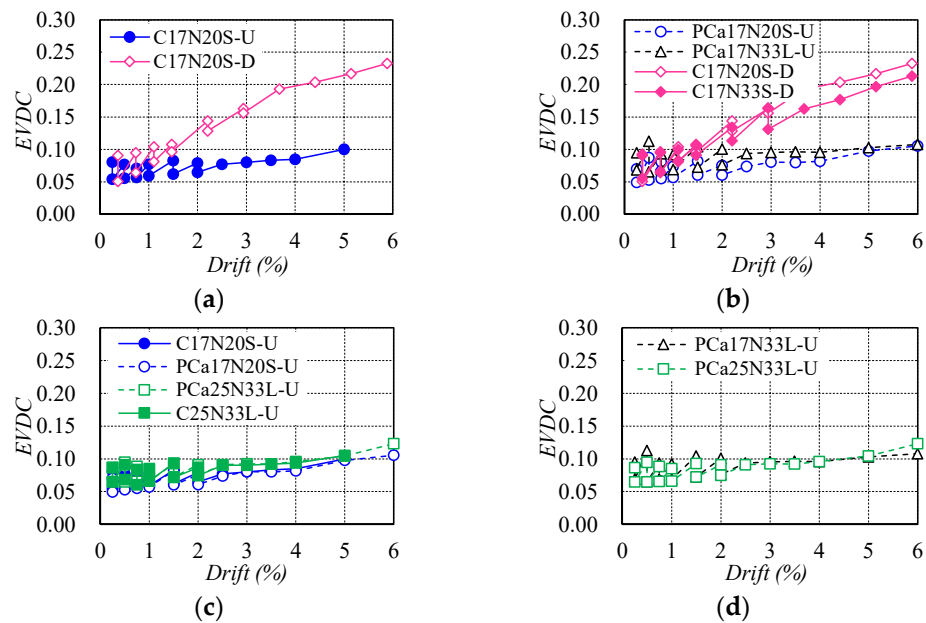 0.30
0.25
0.20
0.15
0.10
0.05
0.00
EVDC
C17N20S-U
C17N20S-D
0 1 2 3 4 5 6
Drift (%)
(a)
0.30
0.25
0.20
0.15
0.10
0.05
0.00
EVDC
PCa17N20S-U
PCa17N33L-U
C17N20S-D
C17N33S-D
0 1 2 3 4 5 6
Drift (%)
(b)
0.30
0.25
0.20
0.15
0.10
0.05
0.00
EVDC
C17N20S-U
PCa17N20S-U
PCa25N33L-U
C25N33L-U
0 1 2 3 4 5 6
Drift (%)
(c)
0.30
0.25
0.20
0.15
0.10
0.05
0.00
EVDC
PCa17N33L-U
PCa25N33L-U
0 1 2 3 4 5 6
Drift (%)
(d)